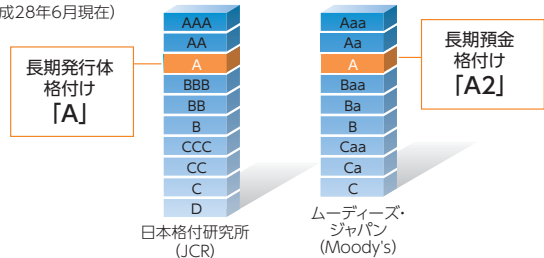 成28年6月現在)
長期発行体
格付け
「A」
AAA
AA
A
BBB
BB
B
CCC
CC
C
D
日本格付研究所
(JCR)
Aaa
Aa
A
Baa
Ba
B
Caa
Ca
C
ムーディーズ・
ジャパン
(Moody's)
長期預金
格付け
「A2」